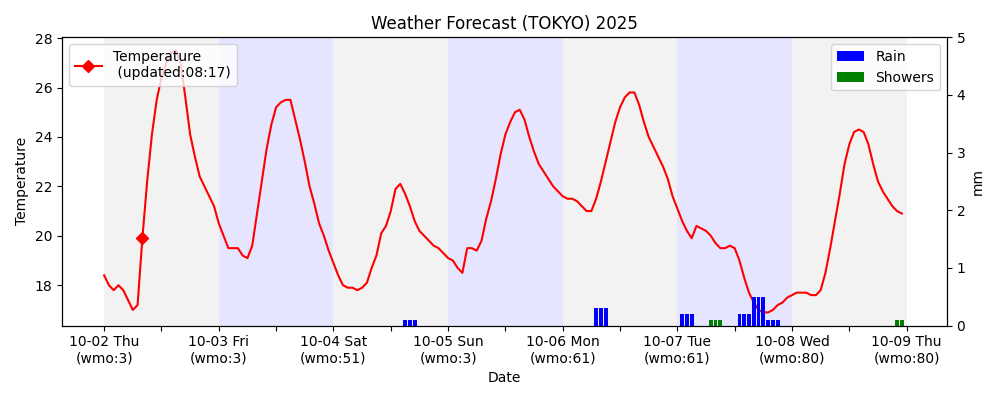 Weather Forecast (TOKYO) 2025
Temperature
(updated:08:17)
Rain
Showers
Temperature
28
26
24
22
20
18
5
4
3
2
1
0
mm
10-02 Thu
(wmo:3)
10-03 Fri
(wmo:3)
10-04 Sat
(wmo:51)
10-05 Sun
(wmo:3)
10-06 Mon
(wmo:61)
10-07 Tue
(wmo:61)
10-08 Wed
(wmo:80)
10-09 Thu
(wmo:80)
Date